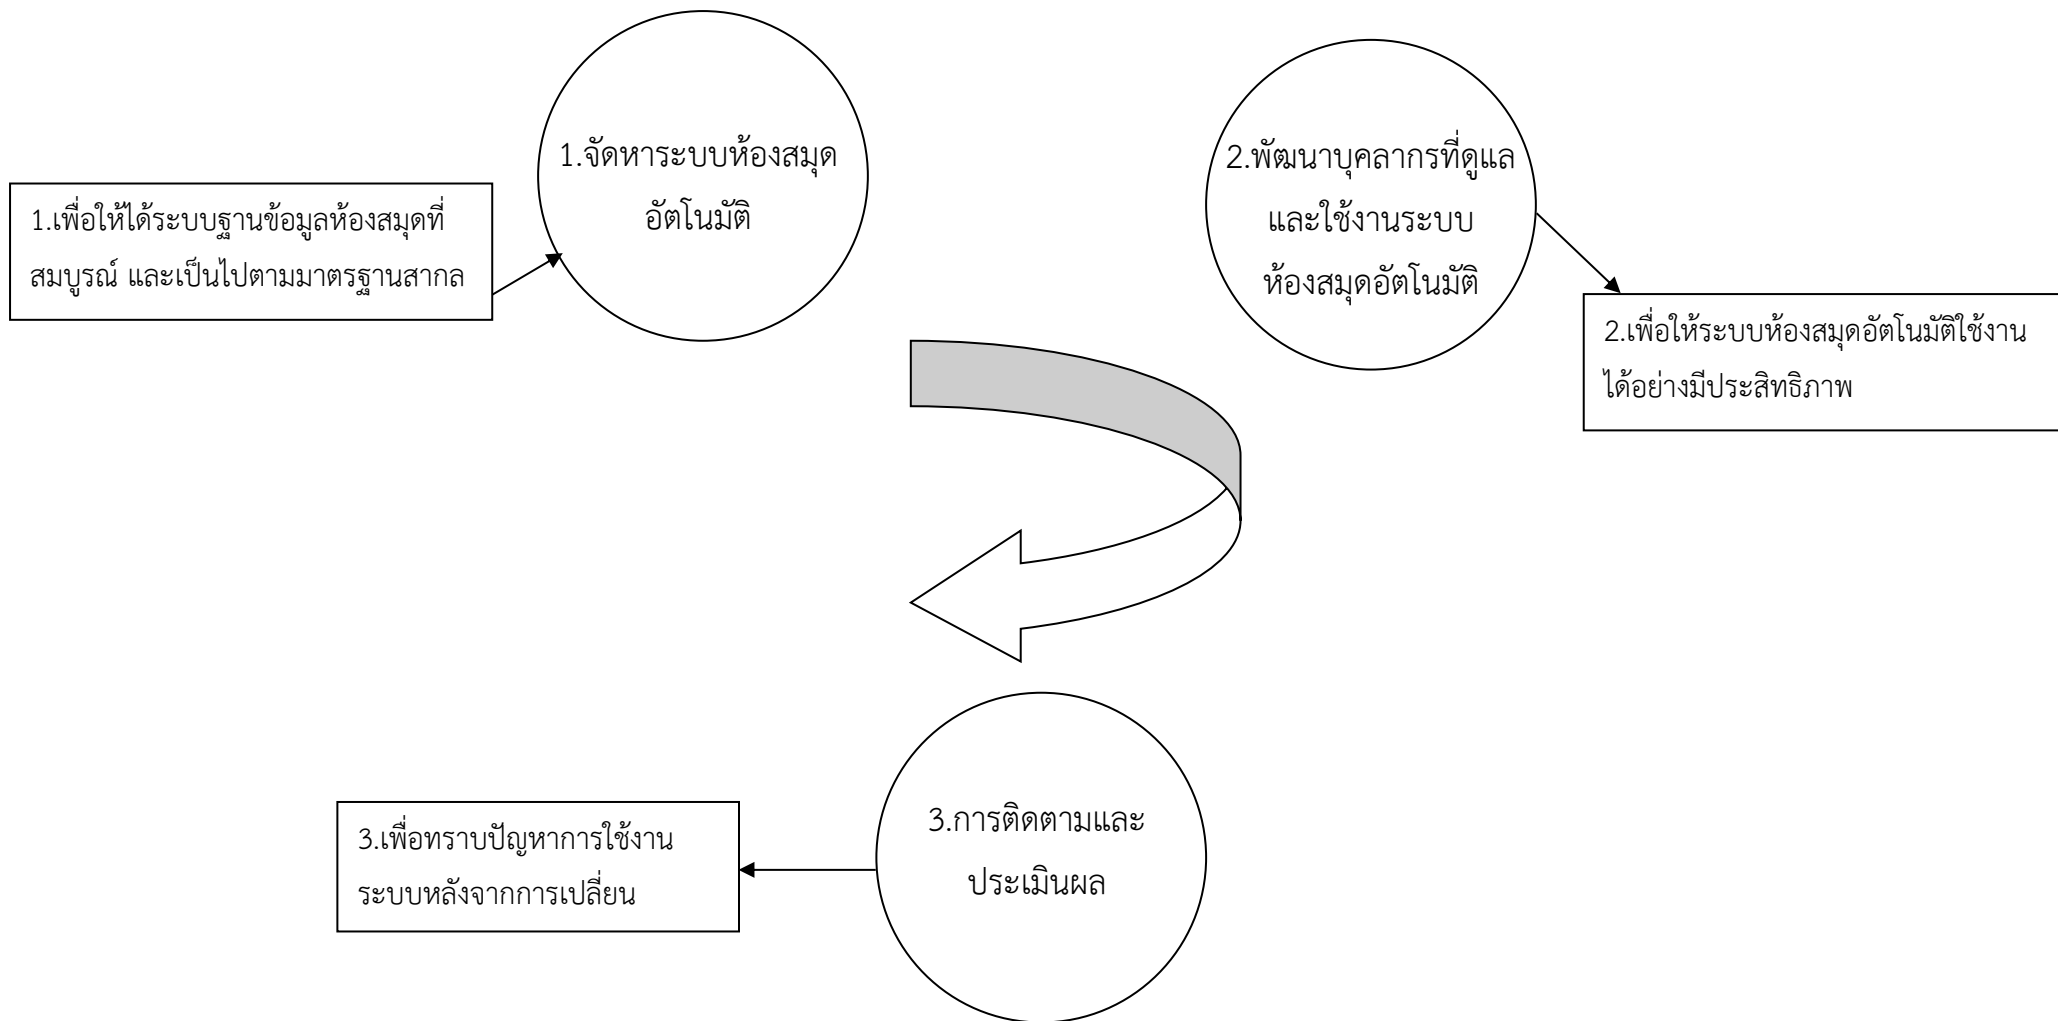 1.จัดหาระบบห้องสมุด
อัตโนมัติ
1.เพื่อให้ได้ระบบฐานข้อมูลห้องสมุดที่
สมบูรณ์ และเป็นไปตามมาตรฐานสากล
2.พัฒนาบุคลากรที่ดูแล
และใช้งานระบบ
ห้องสมุดอัตโนมัติ
2.เพื่อให้ระบบห้องสมุดอัตโนมัติใช้งาน
ได้อย่างมีประสิทธิภาพ
3.การติดตามและ
ประเมินผล
3.เพื่อทราบปัญหาการใช้งาน
ระบบหลังจากการเปลี่ยน